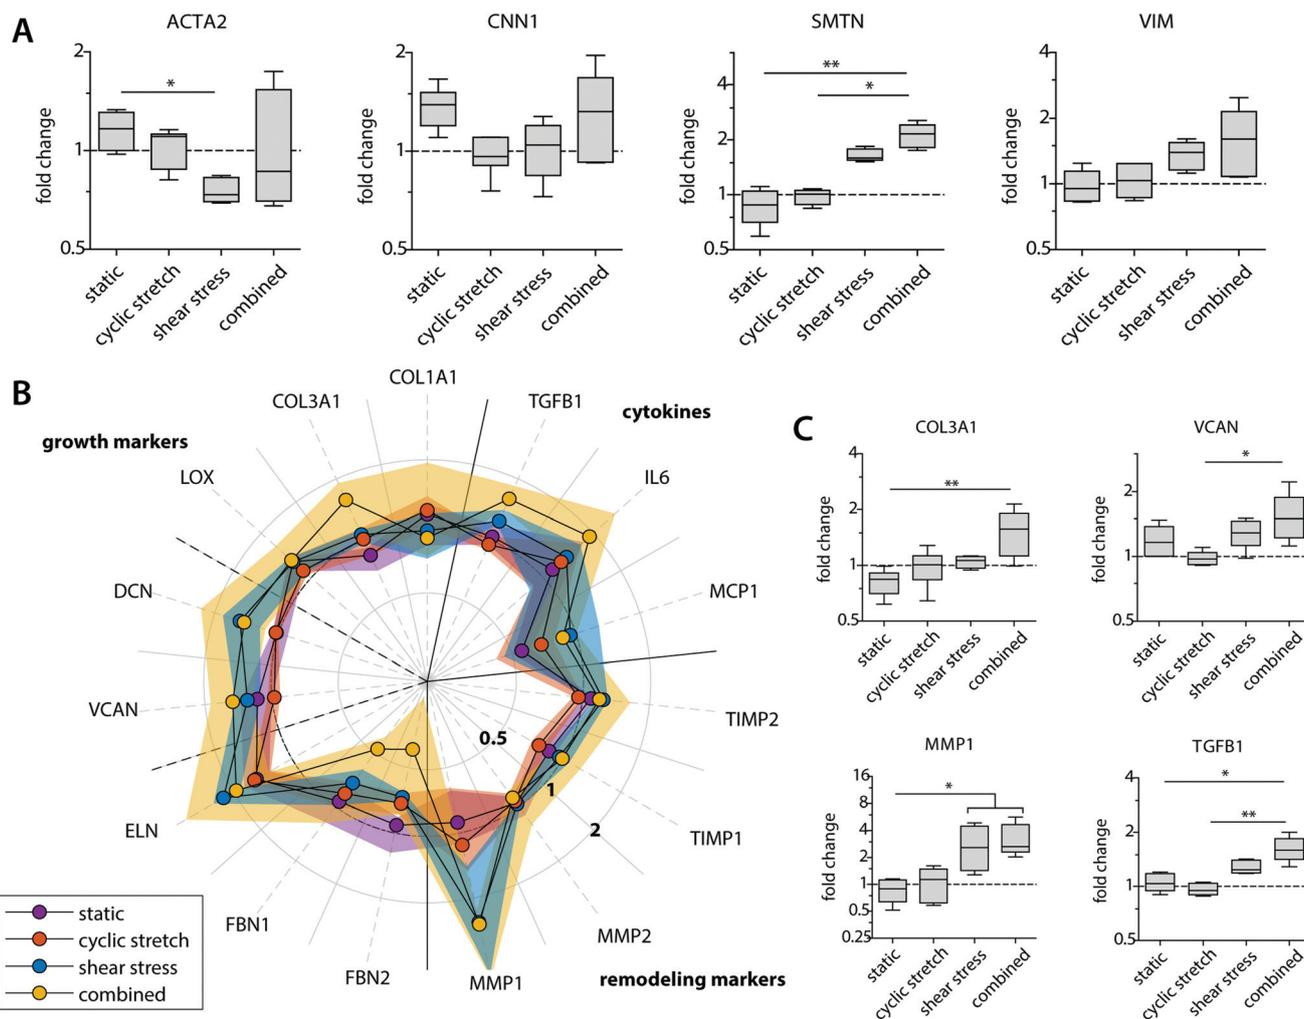 A
ACTA2
CNN1
SMTN
VIM
fold change
2
1
0.5
*
static
cyclic stretch
shear stress
combined
fold change
2
1
0.5
static
cyclic stretch
shear stress
combined
fold change
4
2
1
0.5
**
*
static
cyclic stretch
shear stress
combined
fold change
4
2
1
0.5
static
cyclic stretch
shear stress
combined
B
COL1A1
COL3A1
TGFB1
cytokines
growth markers
LOX
IL6
DCN
MCP1
VCAN
TIMP2
0.5
1
2
ELN
TIMP1
FBN1
MMP2
FBN2
MMP1
remodeling markers
static
cyclic stretch
shear stress
combined
C
COL3A1
fold change
4
2
1
0.5
**
static
cyclic stretch
shear stress
combined
VCAN
fold change
2
1
0.5
*
static
cyclic stretch
shear stress
combined
MMP1
fold change
16
8
4
2
1
0.5
0.25
*
static
cyclic stretch
shear stress
combined
TGFB1
fold change
4
2
1
0.5
*
**
static
cyclic stretch
shear stress
combined